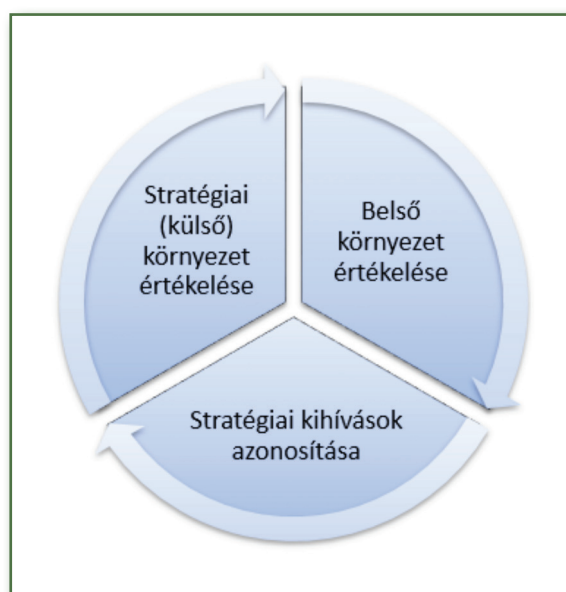 Stratégiai
(külső)
környezet
értékelése
Belső
környezet
értékelése
Stratégiai kihívások
azonosítása